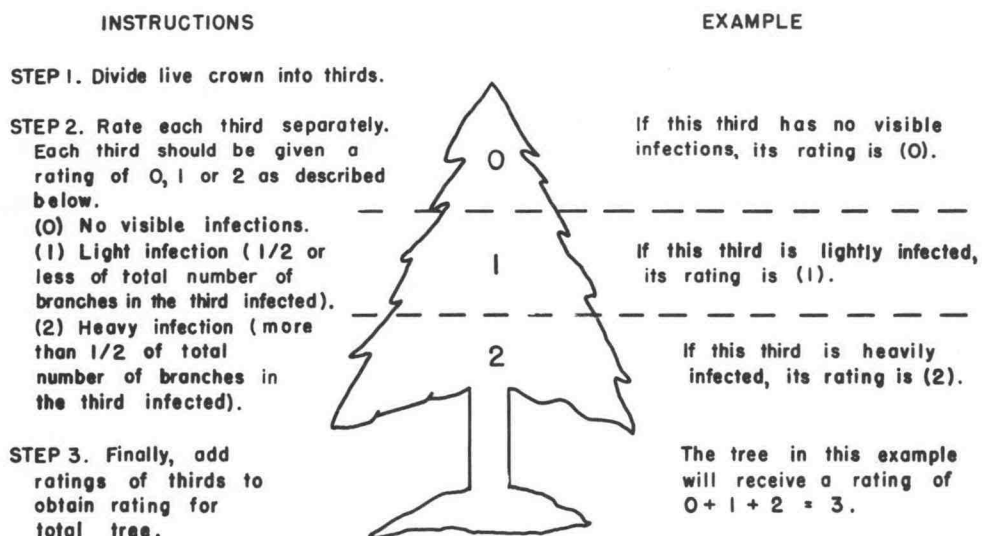 INSTRUCTIONS
STEP 1. Divide live crown into thirds.
STEP 2. Rate each third separately.
Each third should be given a
rating of 0, 1 or 2 as described
below.
(0) No visible infections.
(1) Light infection (1/2 or
less of total number of
branches in the third infected).
(2) Heavy infection (more
than 1/2 of total
number of branches in
the third infected).
STEP 3. Finally, add
ratings of thirds to
obtain rating for
total tree.
0
1
2
EXAMPLE
If this third has no visible
infections, its rating is (0).
If this third is lightly infected,
its rating is (1).
If this third is heavily
infected, its rating is (2).
The tree in this example
will receive a rating of
0 + 1 + 2 = 3.